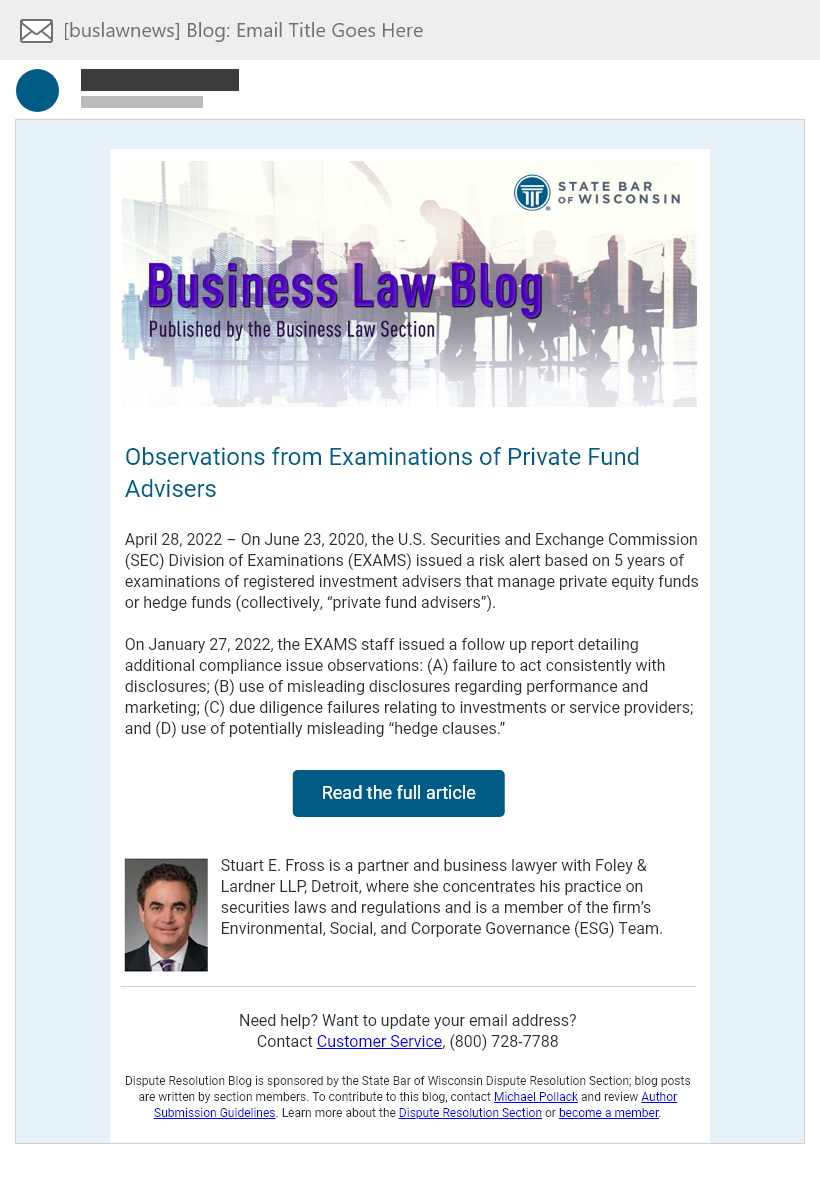 [buslawnews] Blog: Email Title Goes Here
STATE BAR
OF WISCONSIN
Business Law Blog
Published by the Business Law Section
Observations from Examinations of Private Fund
Advisers
April 28, 2022 – On June 23, 2020, the U.S. Securities and Exchange Commission
(SEC) Division of Examinations (EXAMS) issued a risk alert based on 5 years of
examinations of registered investment advisers that manage private equity funds
or hedge funds (collectively, “private fund advisers”).
On January 27, 2022, the EXAMS staff issued a follow up report detailing
additional compliance issue observations: (A) failure to act consistently with
disclosures; (B) use of misleading disclosures regarding performance and
marketing; (C) due diligence failures relating to investments or service providers;
and (D) use of potentially misleading “hedge clauses.”
Read the full article
Stuart E. Fross is a partner and business lawyer with Foley &
Lardner LLP, Detroit, where she concentrates his practice on
securities laws and regulations and is a member of the firm’s
Environmental, Social, and Corporate Governance (ESG) Team.
Need help? Want to update your email address?
Contact Customer Service, (800) 728-7788
Dispute Resolution Blog is sponsored by the State Bar of Wisconsin Dispute Resolution Section; blog posts
are written by section members. To contribute to this blog, contact Michael Pollack and review Author
Submission Guidelines. Learn more about the Dispute Resolution Section or become a member.